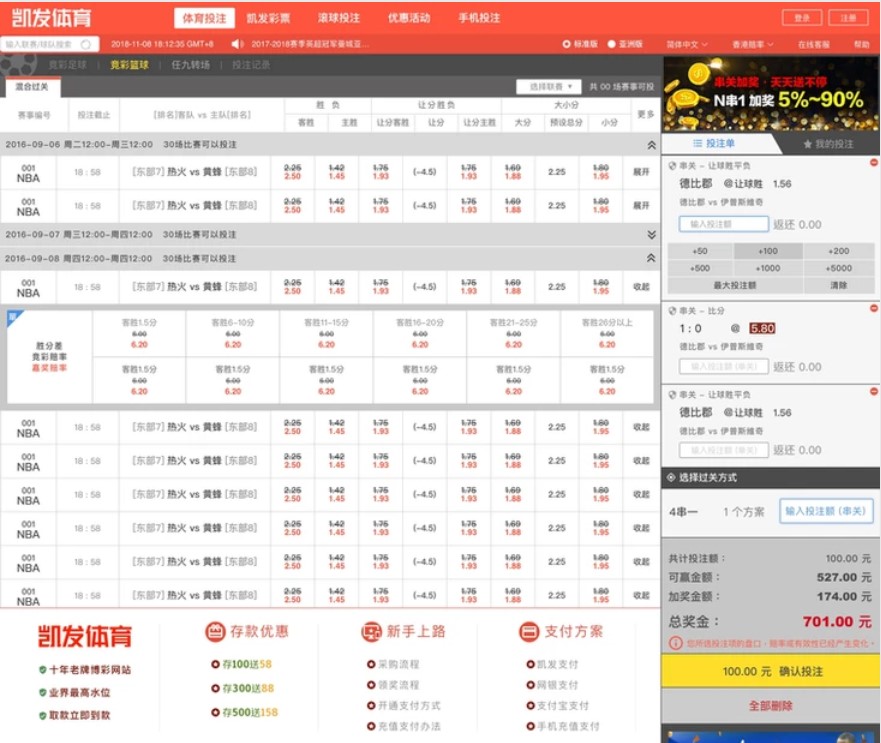 凯发体育
体育投注 凯发彩票 滚球投注 优惠活动 手机投注
登录 注册
输入联赛/球队搜索 2018-11-08 18:12:35 GMT+8 2017-2018赛季英超冠军曼城亚...
标准版 亚洲版 简体中文 香港赔率 在线客服 帮助
竞彩足球 竞彩篮球 任九转场 投注记录
混合过关
选择联赛 共 00 场赛事可投
赛事编号 投注截止 [排名]客队 vs 主队[排名] 胜 负 让分胜负 大小分 更多
客胜 主胜 让分客胜 让分 让分主胜 大分 预设总分 小分
2016-09-06 周二12:00-周三12:00 30场比赛可以投注
001 NBA 18:58 [东部7] 热火 vs 黄蜂 [东部8] 2.25 1.42 1.75 (-4.5) 1.75 1.69 2.25 1.80 展开
2.50 1.45 1.93 1.93 1.88 1.95
001 NBA 18:58 [东部7] 热火 vs 黄蜂 [东部8] 2.25 1.42 1.75 (-4.5) 1.75 1.69 2.25 1.80 展开
2.50 1.45 1.93 1.93 1.88 1.95
2016-09-07 周三12:00-周四12:00 30场比赛可以投注
2016-09-08 周四12:00-周四12:00 30场比赛可以投注
001 NBA 18:58 [东部7] 热火 vs 黄蜂 [东部8] 2.25 1.42 1.75 (-4.5) 1.75 1.69 2.25 1.80 收起
2.50 1.45 1.93 1.93 1.88 1.95
胜分差
竞彩赔率
嘉奖赔率
客胜1.5分 客胜6-10分 客胜11-15分 客胜16-20分 客胜21-25分 客胜26分以上
6.00 6.00 6.00 6.00 6.00 6.00
6.20 6.20 6.20 6.20 6.20 6.20
客胜1.5分 客胜1.5分 客胜1.5分 客胜1.5分 客胜1.5分 客胜1.5分
6.00 6.00 6.00 6.00 6.00 6.00
6.20 6.20 6.20 6.20 6.20 6.20
001 NBA 18:58 [东部7] 热火 vs 黄蜂 [东部8] 2.25 1.42 1.75 (-4.5) 1.75 1.69 2.25 1.80 收起
2.50 1.45 1.93 1.93 1.88 1.95
001 NBA 18:58 [东部7] 热火 vs 黄蜂 [东部8] 2.25 1.42 1.75 (-4.5) 1.75 1.69 2.25 1.80 收起
2.50 1.45 1.93 1.93 1.88 1.95
001 NBA 18:58 [东部7] 热火 vs 黄蜂 [东部8] 2.25 1.42 1.75 (-4.5) 1.75 1.69 2.25 1.80 收起
2.50 1.45 1.93 1.93 1.88 1.95
001 NBA 18:58 [东部7] 热火 vs 黄蜂 [东部8] 2.25 1.42 1.75 (-4.5) 1.75 1.69 2.25 1.80 收起
2.50 1.45 1.93 1.93 1.88 1.95
001 NBA 18:58 [东部7] 热火 vs 黄蜂 [东部8] 2.25 1.42 1.75 (-4.5) 1.75 1.69 2.25 1.80 收起
2.50 1.45 1.93 1.93 1.88 1.95
001 NBA 18:58 [东部7] 热火 vs 黄蜂 [东部8] 2.25 1.42 1.75 (-4.5) 1.75 1.69 2.25 1.80 收起
2.50 1.45 1.93 1.93 1.88 1.95
串关加奖·天天送不停
N串1 加奖 5%~90%
投注单 我的投注
串关 - 让球胜平负
德比郡 @让球胜 1.56
德比郡 vs 伊普斯维奇
输入投注额 返还 0.00
+50 +100 +200
+500 +1000 +5000
最大投注额 清除
串关 - 比分
1:0 @ 5.80
德比郡 vs 伊普斯维奇
输入投注额 (串关) 返还 0.00
串关 - 让球胜平负
德比郡 @让球胜 1.56
德比郡 vs 伊普斯维奇
输入投注额 (串关) 返还 0.00
选择过关方式
4串一 1 个方案 输入投注额 (串关)
共计投注额： 100.00 元
可赢金额： 527.00 元
加奖金额： 174.00 元
总奖金： 701.00 元
您所选投注项的盘口、赔率或有效性已经产生变化。
100.00 元 确认投注
全部删除
凯发体育
十年老牌博彩网站
业界最高水位
取款立即到款
存款优惠
存100送58
存300送88
存500送158
新手上路
采购流程
领奖流程
开通支付方式
充值支付办法
支付方案
凯发支付
网银支付
支付宝支付
手机充值支付